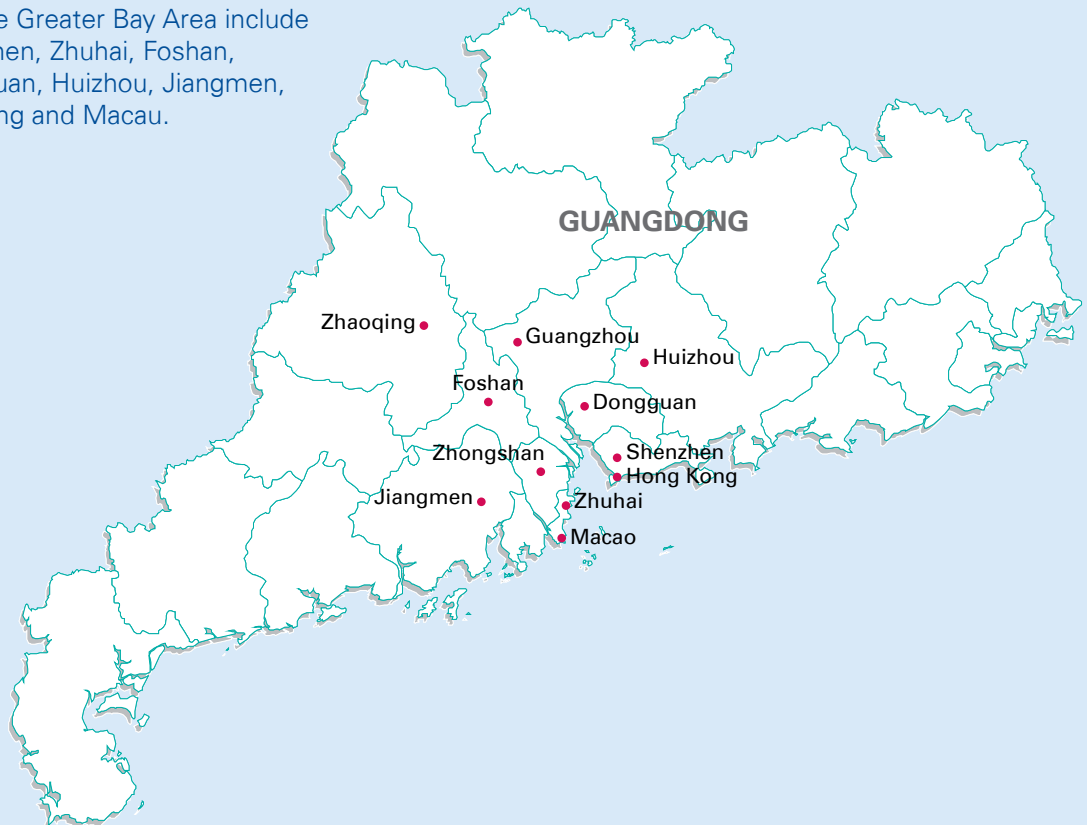 e Greater Bay Area include
nen, Zhuhai, Foshan,
uan, Huizhou, Jiangmen,
ng and Macau.
GUANGDONG
Zhaoqing
Guangzhou
Huizhou
Foshan
Dongguan
Zhongshan
Shenzhen
Hong Kong
Jiangmen
Zhuhai
Macao